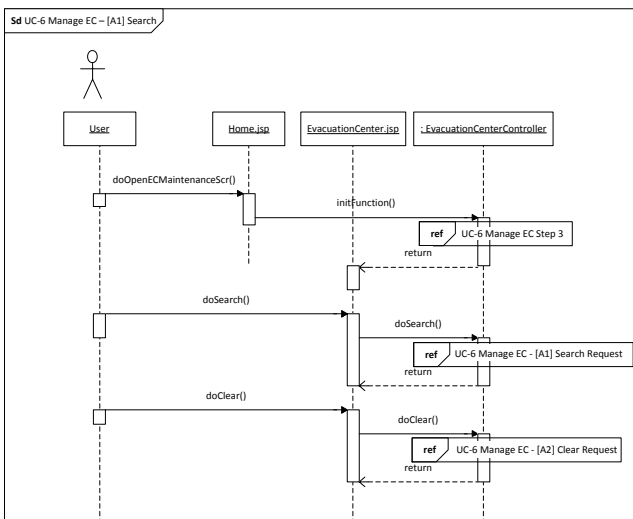 Sd UC-6 Manage EC – [A1] Search
User
Home.jsp
EvacuationCenter.jsp
: EvacuationCenterController
doOpenECMaintenanceScr()
initFunction()
ref UC-6 Manage EC Step 3
return
doSearch()
doSearch()
ref UC-6 Manage EC - [A1] Search Request
return
doClear()
doClear()
ref UC-6 Manage EC - [A2] Clear Request
return